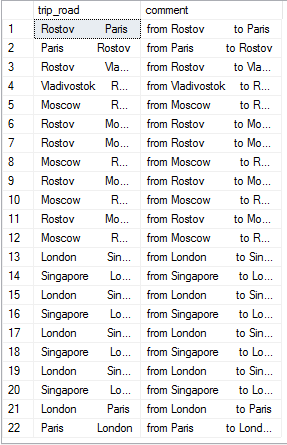 trip_road comment
1 Rostov Paris from Rostov to Paris
2 Paris Rostov from Paris to Rostov
3 Rostov Vla... from Rostov to Vla...
4 Vladivostok R... from Vladivostok to R...
5 Moscow R... from Moscow to R...
6 Rostov Mo... from Rostov to Mo...
7 Rostov Mo... from Rostov to Mo...
8 Moscow R... from Moscow to R...
9 Rostov Mo... from Rostov to Mo...
10 Moscow R... from Moscow to R...
11 Rostov Mo... from Rostov to Mo...
12 Moscow R... from Moscow to R...
13 London Sin... from London to Sin...
14 Singapore Lo... from Singapore to Lo...
15 London Sin... from London to Sin...
16 Singapore Lo... from Singapore to Lo...
17 London Sin... from London to Sin...
18 Singapore Lo... from Singapore to Lo...
19 London Sin... from London to Sin...
20 Singapore Lo... from Singapore to Lo...
21 London Paris from London to Paris
22 Paris London from Paris to Lond...